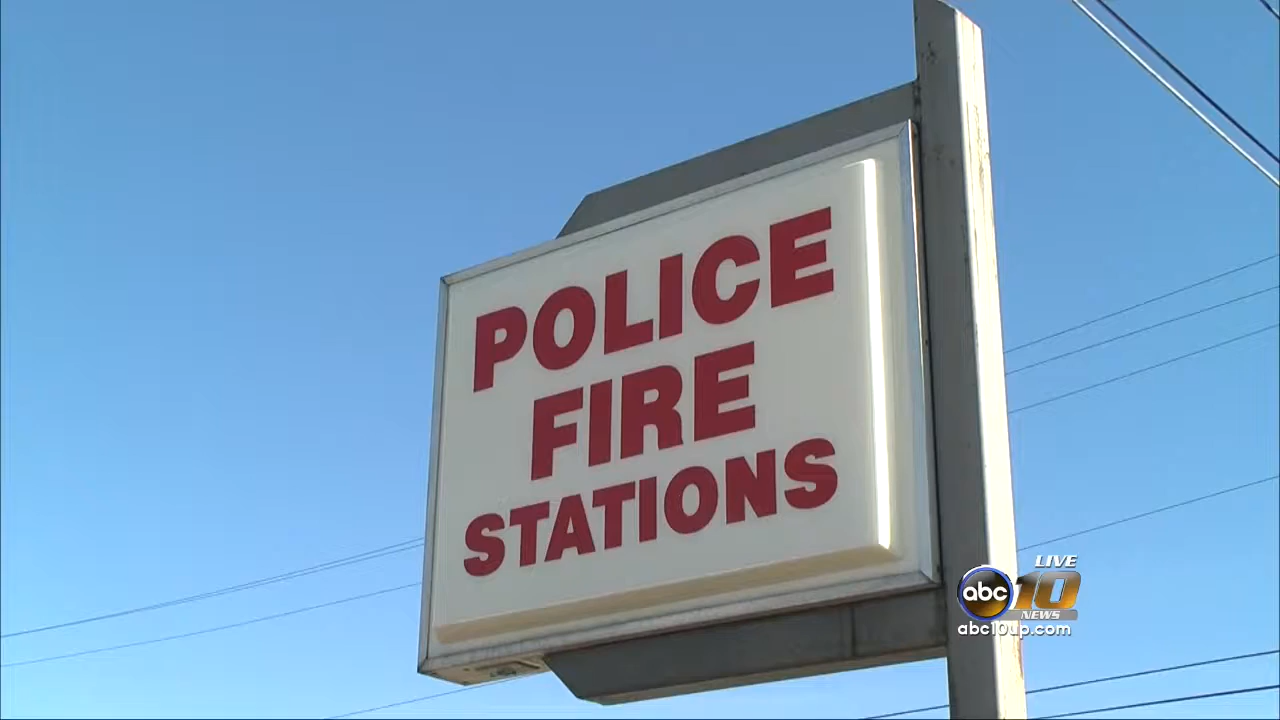 POLICE
FIRE
STATIONS
LIVE
abc 10
NEWS
abc10up.com